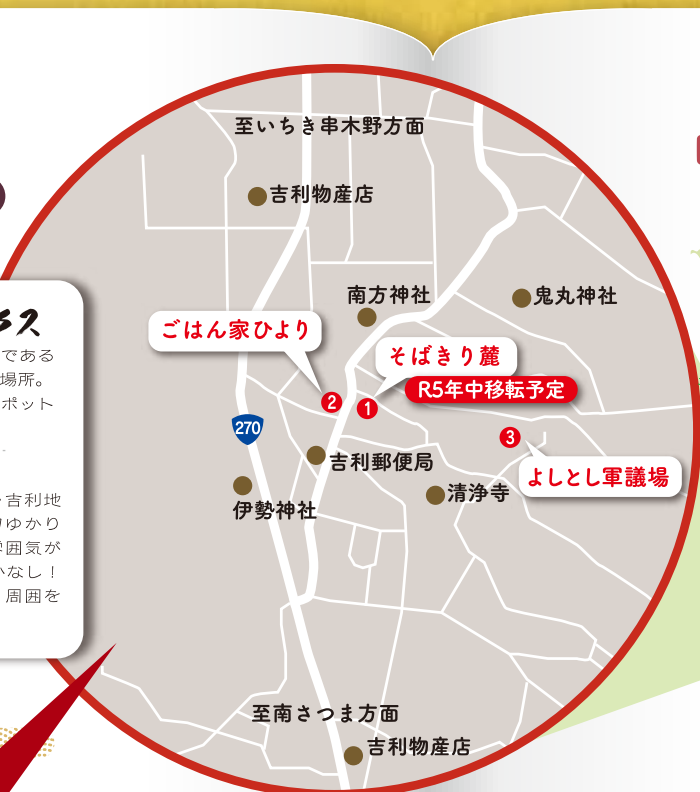 至いちき串木野方面
吉利物産店
南方神社
鬼丸神社
ごはん家ひより
そばきり麓
R5年中移転予定
2
1
270
3
吉利郵便局
よしとし軍議場
伊勢神社
清浄寺
至南さつま方面
吉利物産店
ス
である
場所。
ポット
吉利地
ゆかり
囲気が
なし!
周囲を